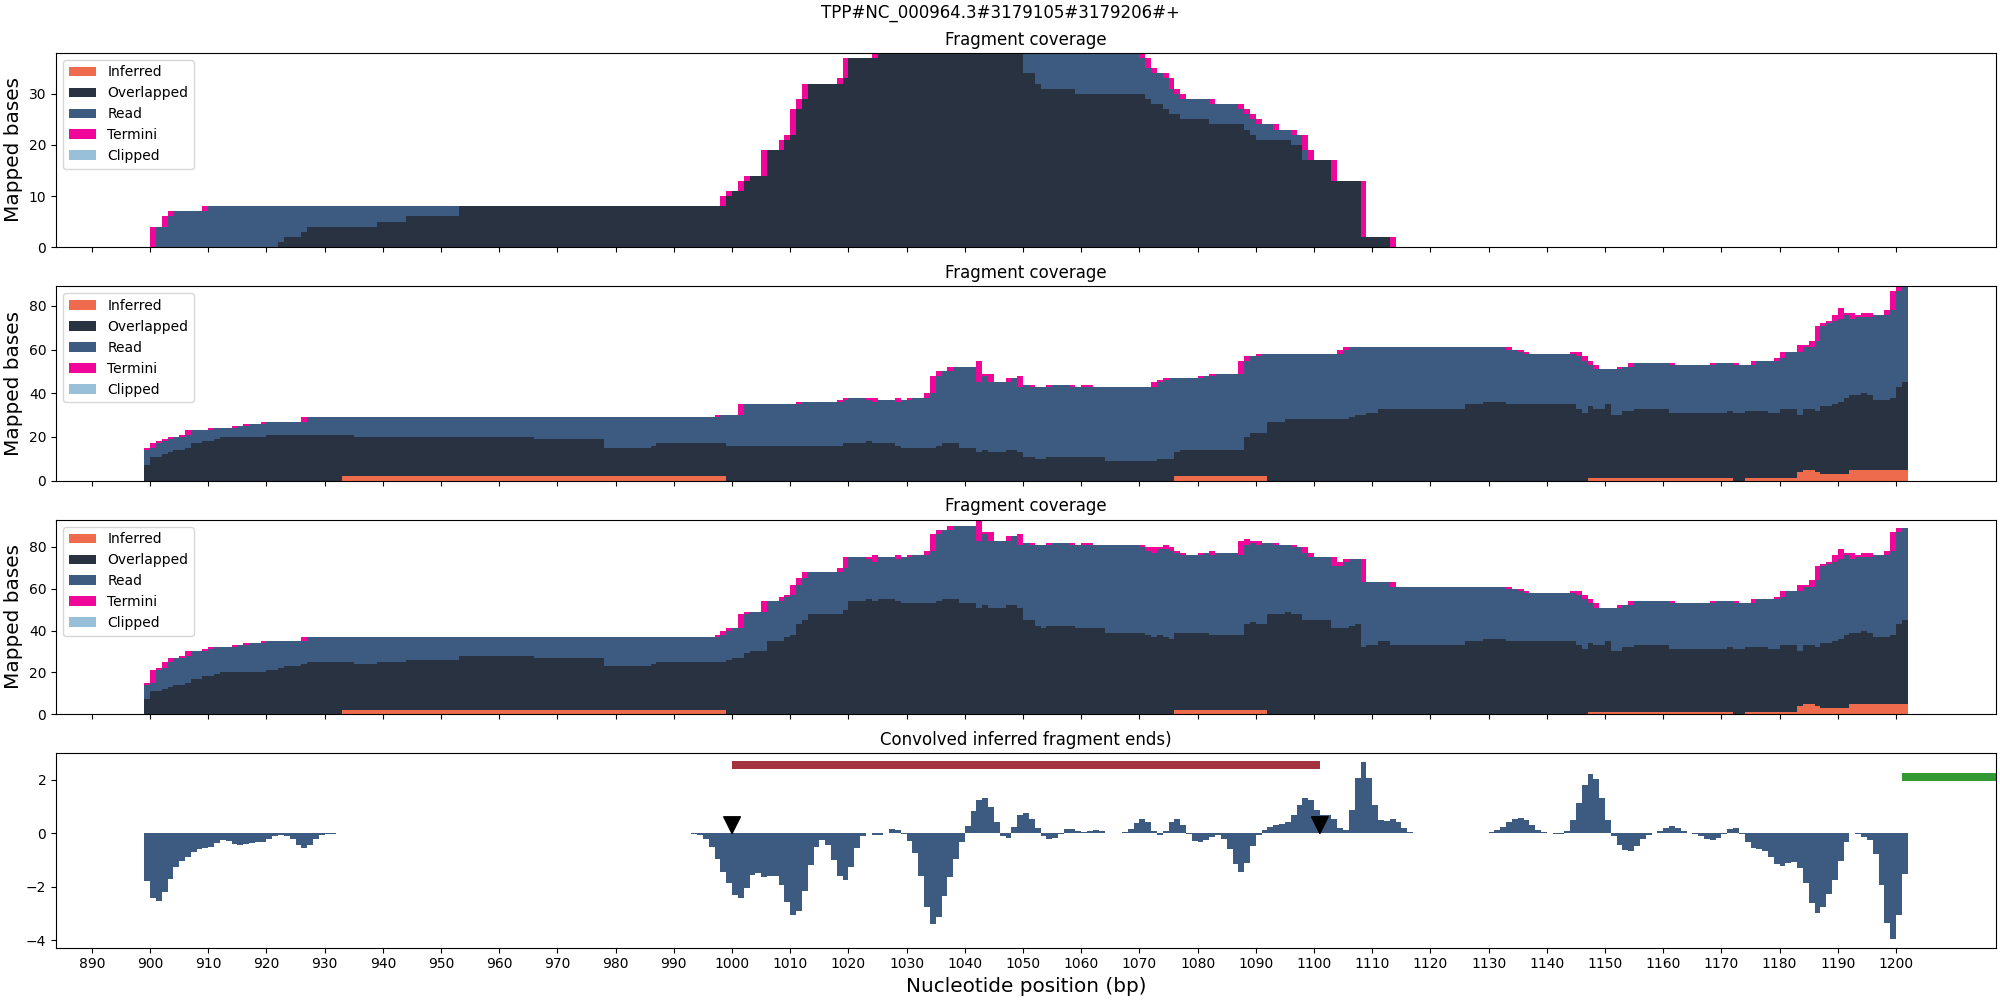 TPP#NC_000964.3#3179105#3179206#+
Fragment coverage
Mapped bases
30
20
10
0
Inferred
Overlapped
Read
Termini
Clipped
Fragment coverage
Mapped bases
80
60
40
20
0
Inferred
Overlapped
Read
Termini
Clipped
Fragment coverage
Mapped bases
80
60
40
20
0
Inferred
Overlapped
Read
Termini
Clipped
Convolved inferred fragment ends)
2
0
−2
−4
890 900 910 920 930 940 950 960 970 980 990 1000 1010 1020 1030 1040 1050 1060 1070 1080 1090 1100 1110 1120 1130 1140 1150 1160 1170 1180 1190 1200
Nucleotide position (bp)